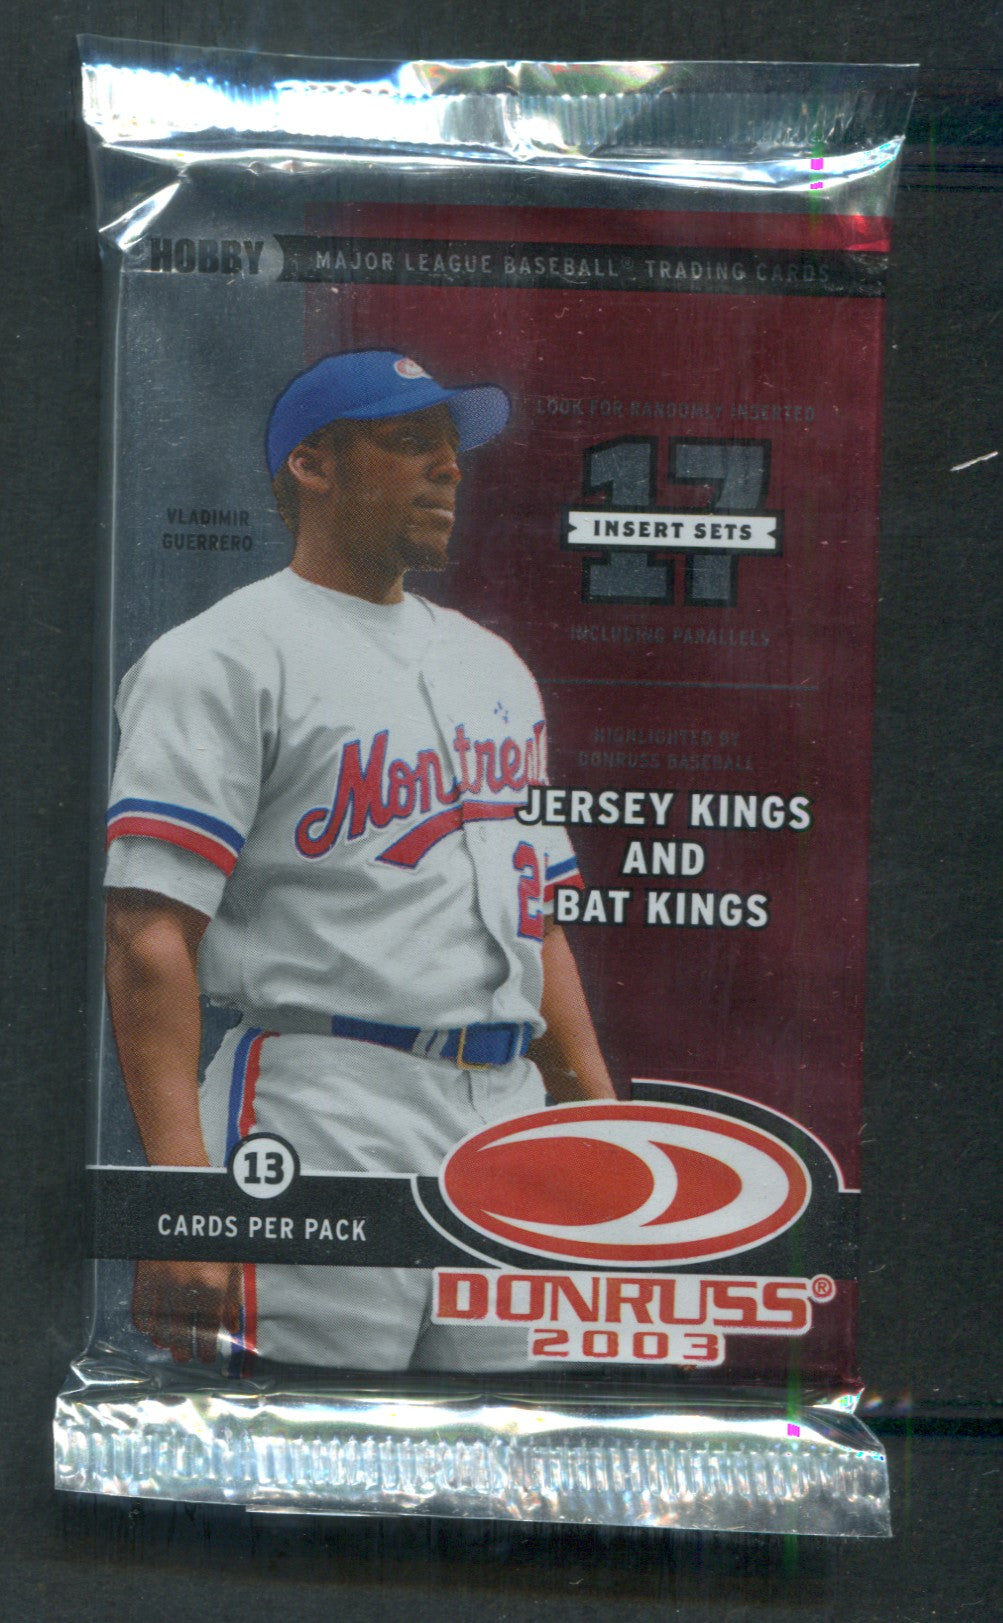 HOBBY
MAJOR LEAGUE BASEBALL® TRADING CARDS
LOOK FOR RANDOMLY INSERTED
17
INSERT SETS
INCLUDING PARALLELS
VLADIMIR
GUERRERO
HIGHLIGHTED BY
DONRUSS BASEBALL
JERSEY KINGS
AND
BAT KINGS
Montreal
2
13
CARDS PER PACK
DONRUSS®
2003